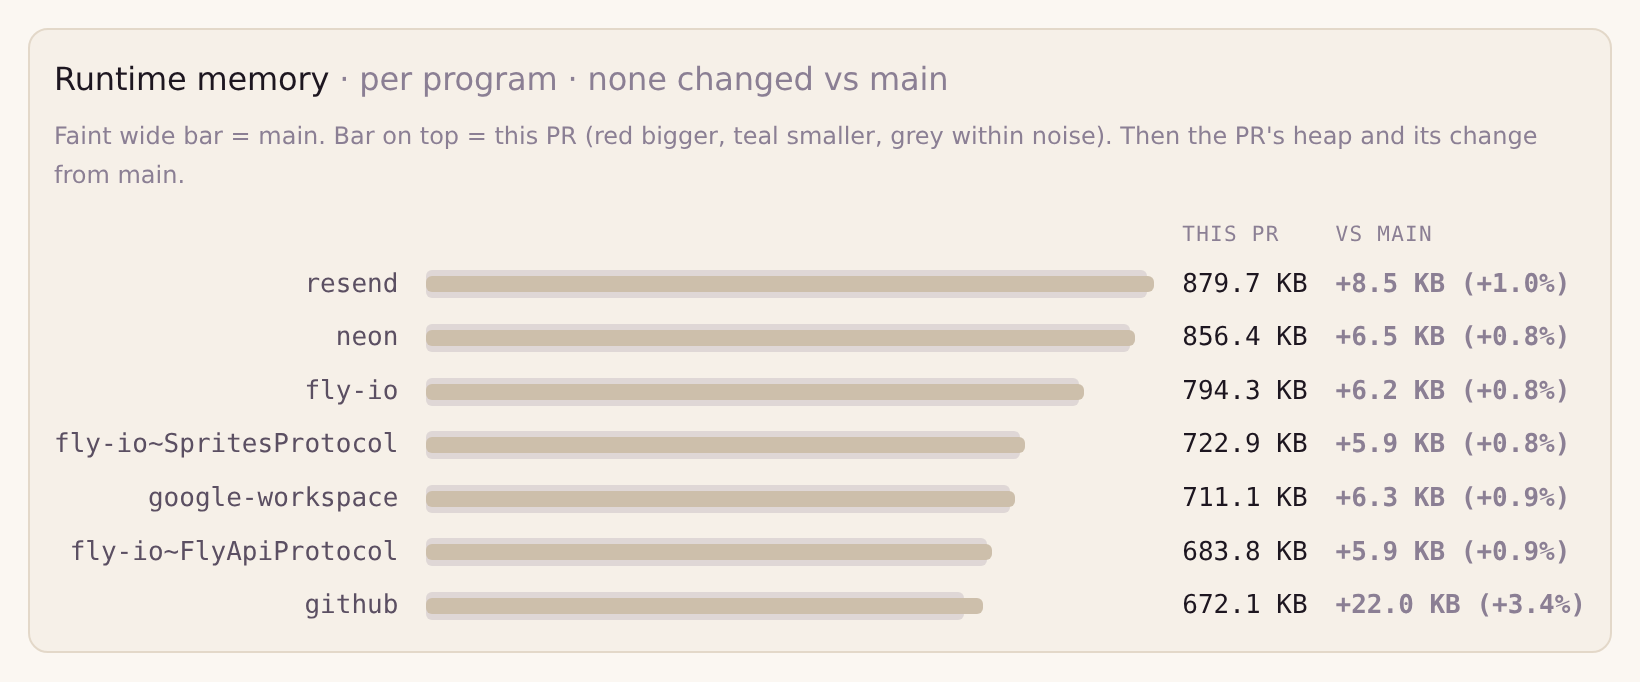 Runtime memory · per program · none changed vs main
Faint wide bar = main. Bar on top = this PR (red bigger, teal smaller, grey within noise). Then the PR's heap and its change
from main.
THIS PR VS MAIN
resend 879.7 KB +8.5 KB (+1.0%)
neon 856.4 KB +6.5 KB (+0.8%)
fly-io 794.3 KB +6.2 KB (+0.8%)
fly-io~SpritesProtocol 722.9 KB +5.9 KB (+0.8%)
google-workspace 711.1 KB +6.3 KB (+0.9%)
fly-io~FlyApiProtocol 683.8 KB +5.9 KB (+0.9%)
github 672.1 KB +22.0 KB (+3.4%)